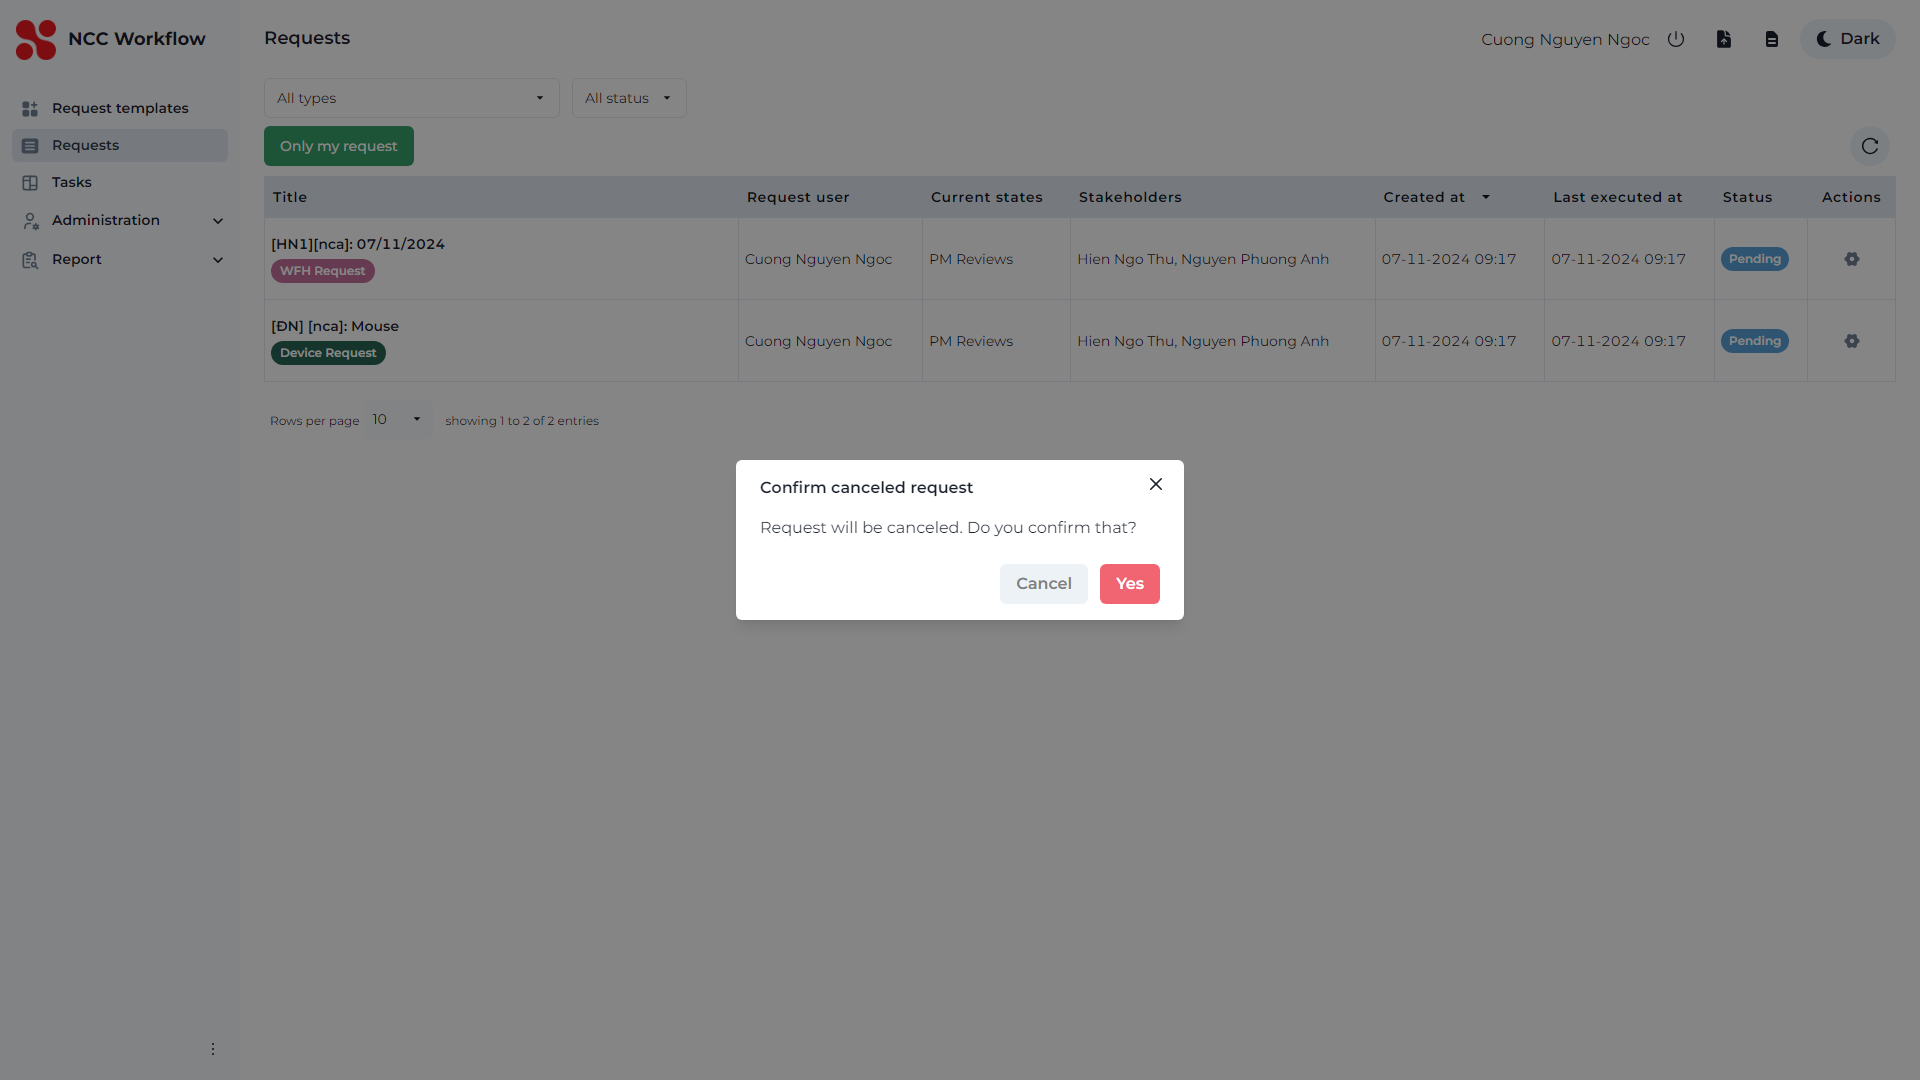 NCC Workflow
Requests
Cuong Nguyen Ngoc
Dark
Request templates
Requests
Tasks
Administration
Report
All types
All status
Only my request
Title
Request user
Current states
Stakeholders
Created at
Last executed at
Status
Actions
[HN1][nca]: 07/11/2024
WFH Request
Cuong Nguyen Ngoc
PM Reviews
Hien Ngo Thu, Nguyen Phuong Anh
07-11-2024 09:17
07-11-2024 09:17
Pending
[ĐN] [nca]: Mouse
Device Request
Cuong Nguyen Ngoc
PM Reviews
Hien Ngo Thu, Nguyen Phuong Anh
07-11-2024 09:17
07-11-2024 09:17
Pending
Rows per page
10
showing 1 to 2 of 2 entries
Confirm canceled request
Request will be canceled. Do you confirm that?
Cancel
Yes